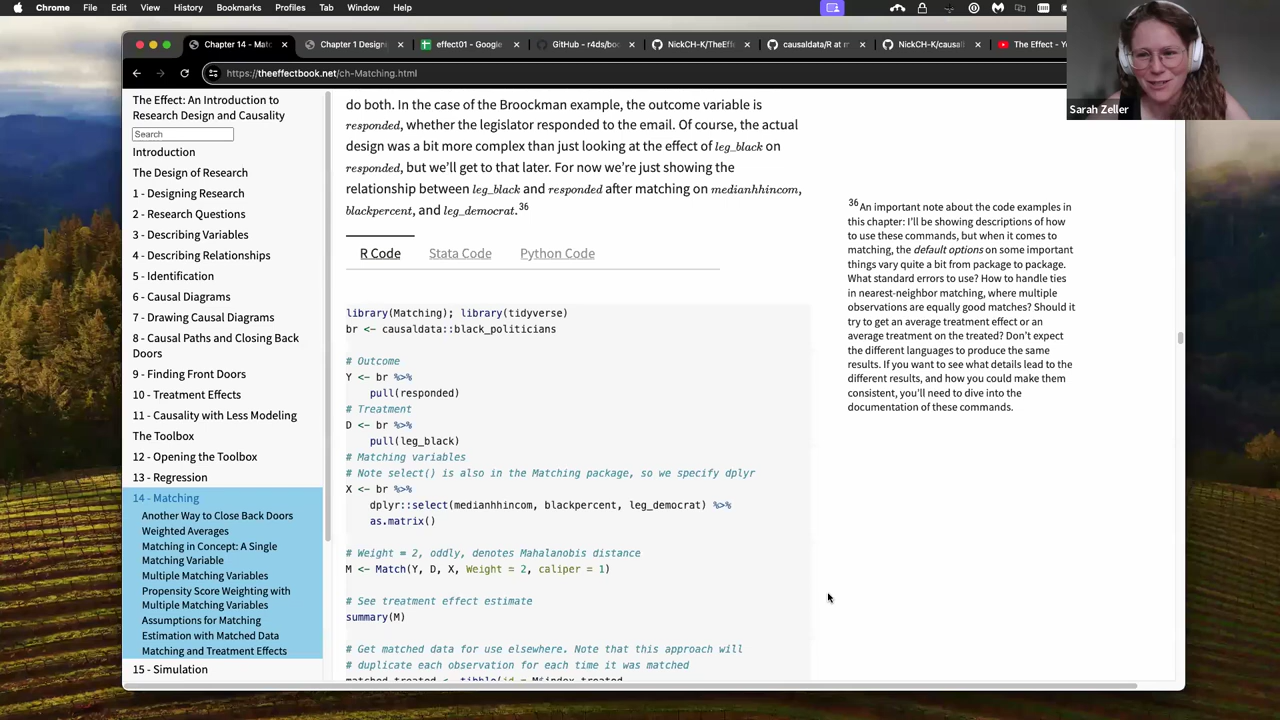 Chrome File Edit View History Bookmarks Profiles Tab Window Help
Chapter 14 - Matc
Chapter 1 Design
effect01 - Google
GitHub - r4ds/boo
NickCH-K/TheEff
causaldata/R at m
NickCH-K/causal
The Effect - Yo
https://theeffectbook.net/ch-Matching.html
Sarah Zeller
The Effect: An Introduction to
Research Design and Causality
Search
Introduction
The Design of Research
1 - Designing Research
2 - Research Questions
3 - Describing Variables
4 - Describing Relationships
5 - Identification
6 - Causal Diagrams
7 - Drawing Causal Diagrams
8 - Causal Paths and Closing Back
Doors
9 - Finding Front Doors
10 - Treatment Effects
11 - Causality with Less Modeling
The Toolbox
12 - Opening the Toolbox
13 - Regression
14 - Matching
Another Way to Close Back Doors
Weighted Averages
Matching in Concept: A Single
Matching Variable
Multiple Matching Variables
Propensity Score Weighting with
Multiple Matching Variables
Assumptions for Matching
Estimation with Matched Data
Matching and Treatment Effects
15 - Simulation
do both. In the case of the Broockman example, the outcome variable is
responded, whether the legislator responded to the email. Of course, the actual
design was a bit more complex than just looking at the effect of leg_black on
responded, but we'll get to that later. For now we're just showing the
relationship between leg_black and responded after matching on medianhhincom,
blackpercent, and leg_democrat.36
R Code Stata Code Python Code
library(Matching); library(tidyverse)
br <- causaldata::black_politicians
# Outcome
Y <- br %>%
pull(responded)
# Treatment
D <- br %>%
pull(leg_black)
# Matching variables
# Note select() is also in the Matching package, so we specify dplyr
X <- br %>%
dplyr::select(medianhhincom, blackpercent, leg_democrat) %>%
as.matrix()
# Weight = 2, oddly, denotes Mahalanobis distance
M <- Match(Y, D, X, Weight = 2, caliper = 1)
# See treatment effect estimate
summary(M)
# Get matched data for use elsewhere. Note that this approach will
# duplicate each observation for each time it was matched
matched_treated <- tibble(id = M$index.treated,
36 An important note about the code examples in
this chapter: I'll be showing descriptions of how
to use these commands, but when it comes to
matching, the default options on some important
things vary quite a bit from package to package.
What standard errors to use? How to handle ties
in nearest-neighbor matching, where multiple
observations are equally good matches? Should it
try to get an average treatment effect or an
average treatment on the treated? Don't expect
the different languages to produce the same
results. If you want to see what details lead to the
different results, and how you could make them
consistent, you'll need to dive into the
documentation of these commands.